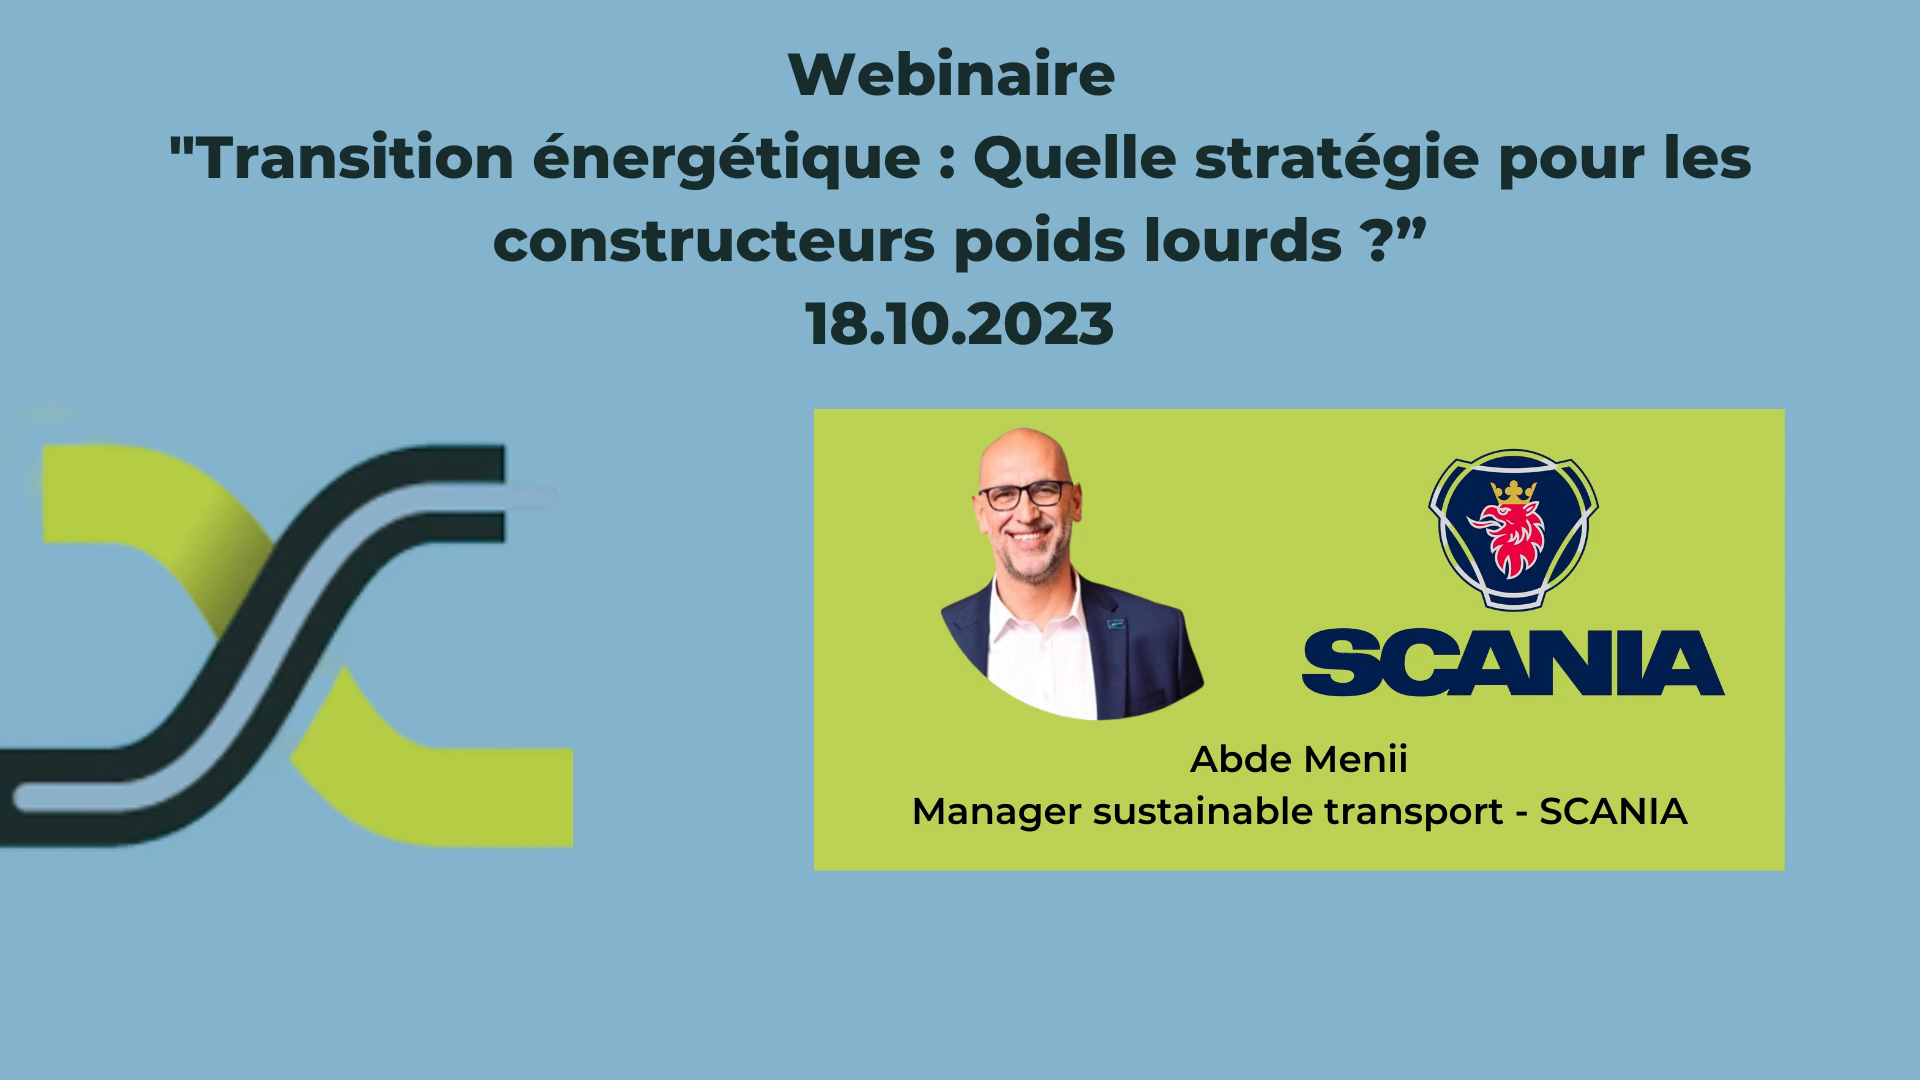 Webinaire
"Transition énergétique : Quelle stratégie pour les
constructeurs poids lourds ?”
18.10.2023
SCANIA
Abde Menii
Manager sustainable transport - SCANIA